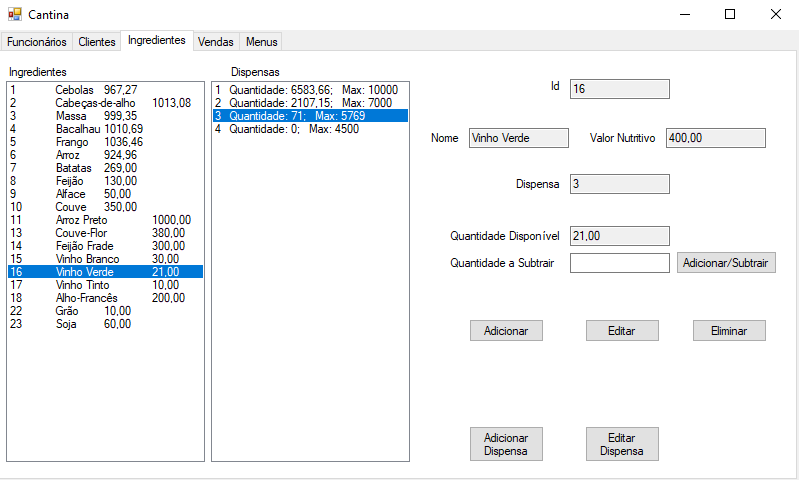 Cantina
Funcionários Clientes Ingredientes Vendas Menus
Ingredientes
1 Cebolas 967,27
2 Cabeças-de-alho 1013,08
3 Massa 999,35
4 Bacalhau 1010,69
5 Frango 1036,46
6 Arroz 924,96
7 Batatas 269,00
8 Feijão 130,00
9 Alface 50,00
10 Couve 350,00
11 Arroz Preto 1000,00
13 Couve-Flor 380,00
14 Feijão Frade 300,00
15 Vinho Branco 30,00
16 Vinho Verde 21,00
17 Vinho Tinto 10,00
18 Alho-Francês 200,00
22 Grão 10,00
23 Soja 60,00
Dispensas
1 Quantidade: 6583,66; Max: 10000
2 Quantidade: 2107,15; Max: 7000
3 Quantidade: 71; Max: 5769
4 Quantidade: 0; Max: 4500
Id 16
Nome Vinho Verde Valor Nutritivo 400,00
Dispensa 3
Quantidade Disponível 21,00
Quantidade a Subtrair Adicionar/Subtrair
Adicionar Editar Eliminar
Adicionar Dispensa
Editar Dispensa